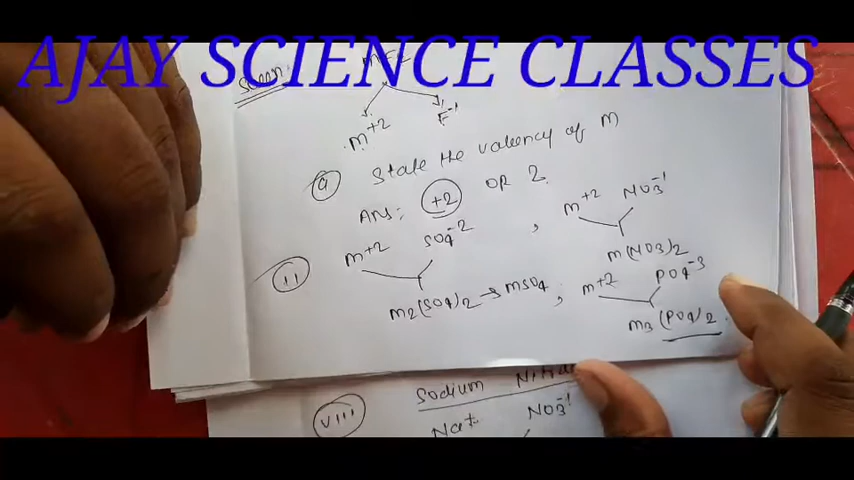 AJAY SCIENCE CLASSES
MF2
M+2 F-1
(a) State the valency of M
Ans: +2 OR 2.
(ii) M+2 SO4-2 , M+2 NO3-1
M(NO3)2
M2(SO4)2 → MSO4 ; M+2 PO4-3
M3(PO4)2
Sodium
(viii) Na+ NO3-1